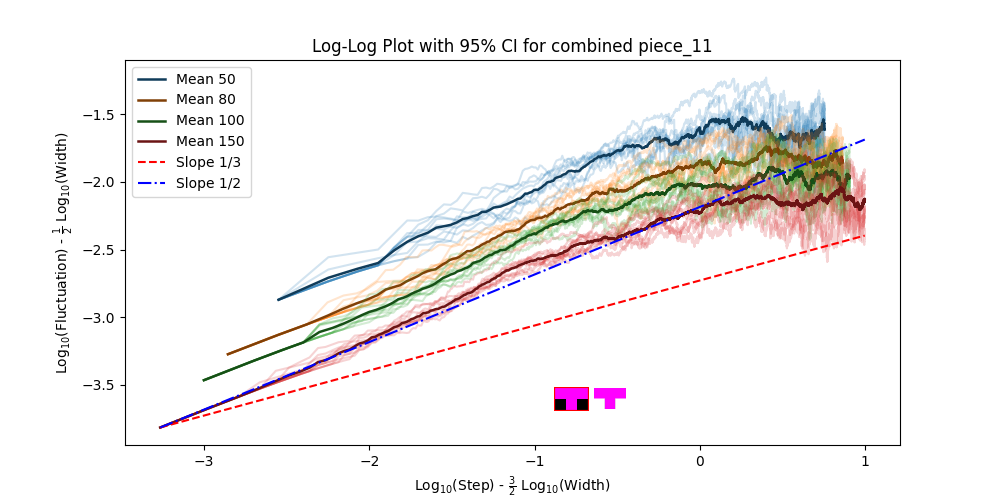 Log-Log Plot with 95% CI for combined piece_11
Mean 50
Mean 80
Mean 100
Mean 150
Slope 1/3
Slope 1/2
Log₁₀(Fluctuation) - 1/2 Log₁₀(Width)
−1.5
−2.0
−2.5
−3.0
−3.5
−3
−2
−1
0
1
Log₁₀(Step) - 3/2 Log₁₀(Width)